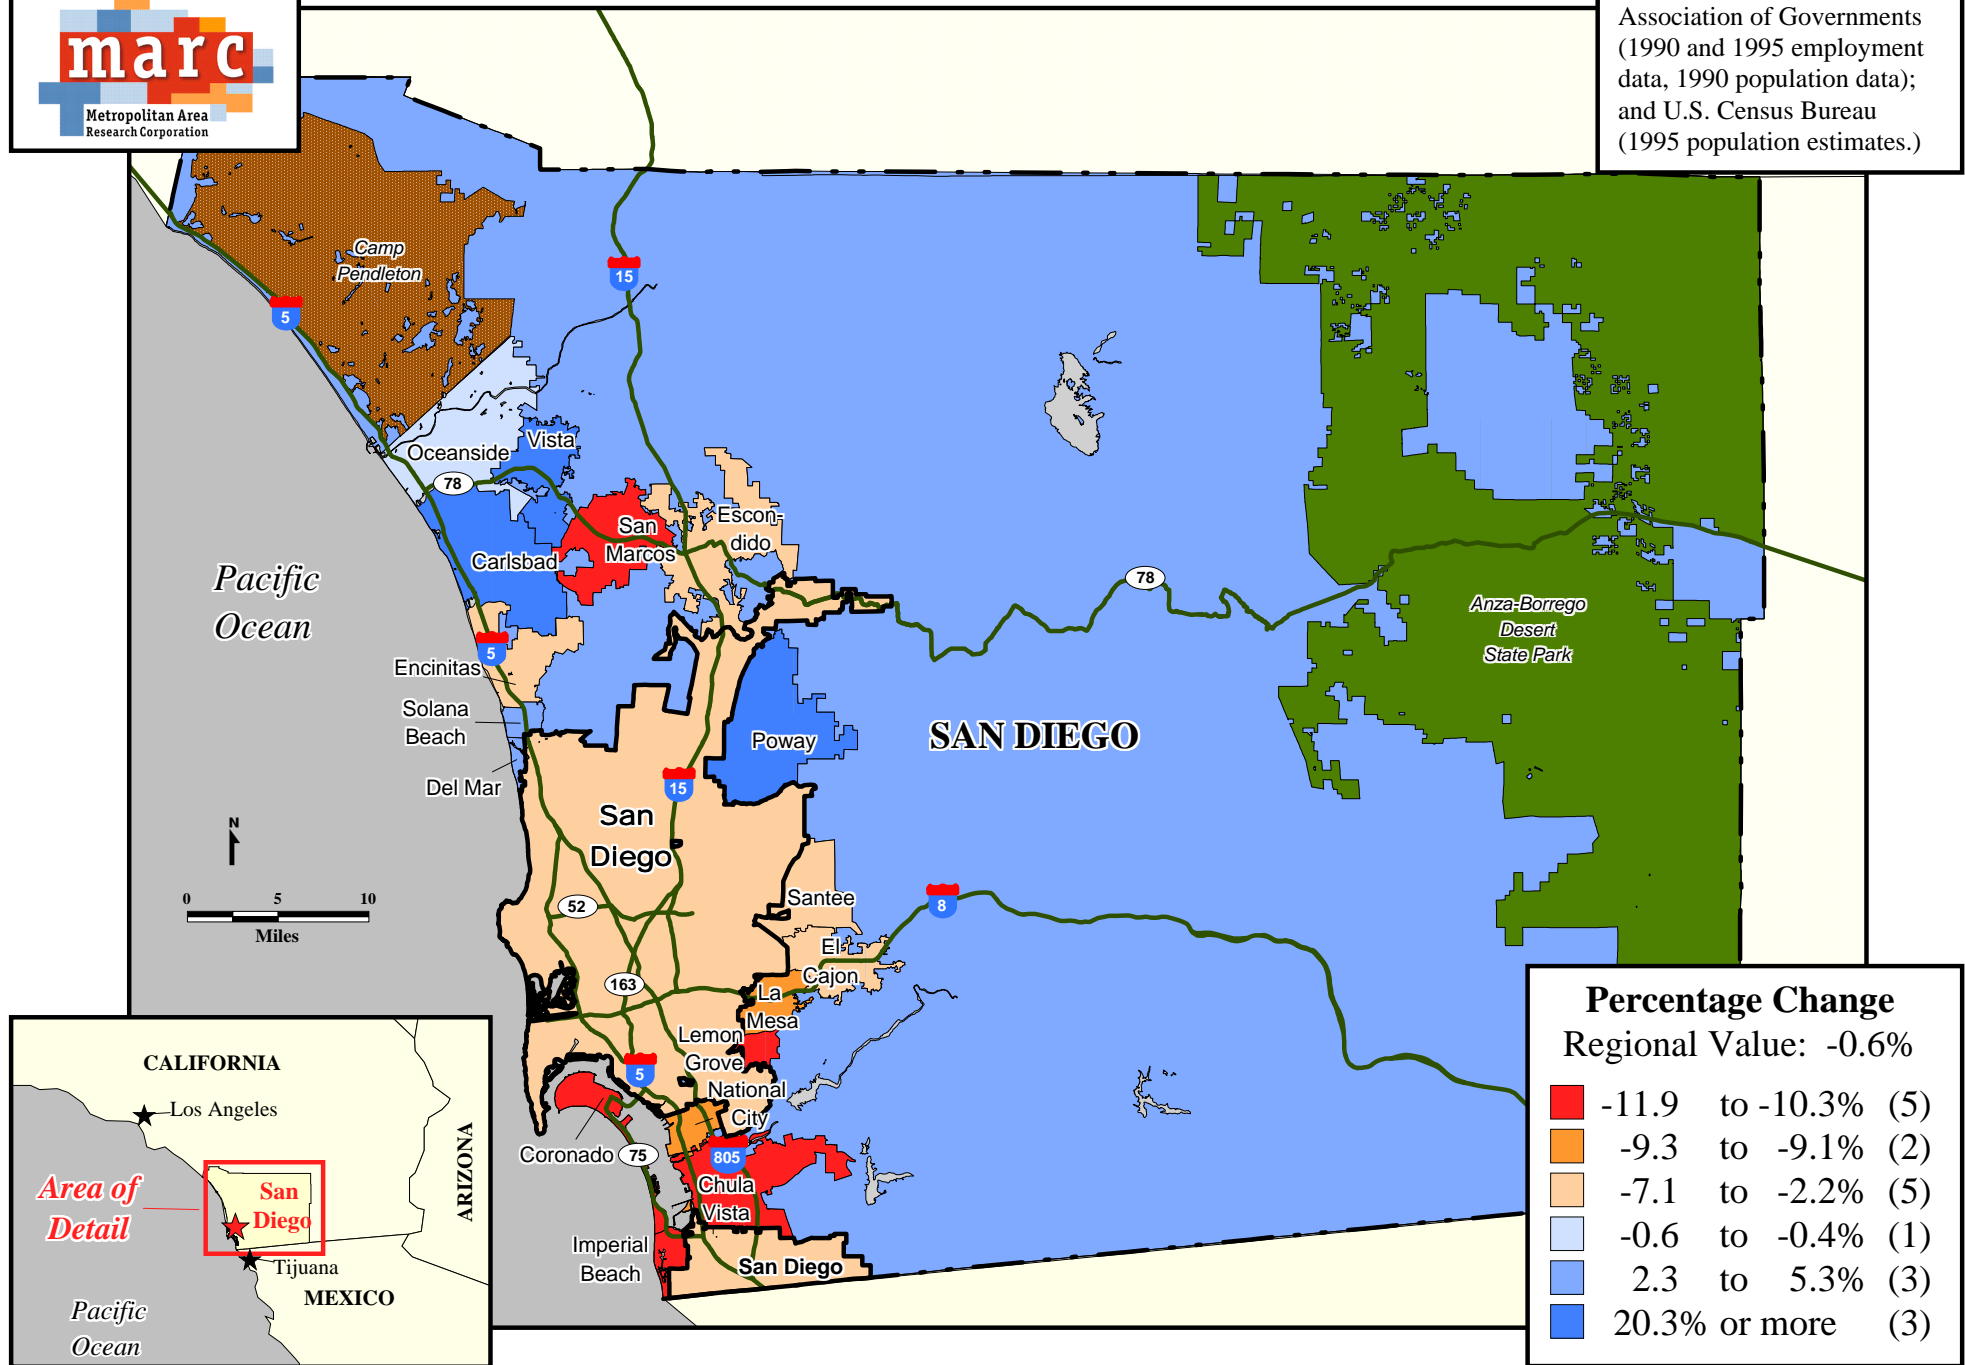 marc
Metropolitan Area
Research Corporation
Association of Governments
(1990 and 1995 employment
data, 1990 population data);
and U.S. Census Bureau
(1995 population estimates.)
Camp
Pendleton
15
5
Oceanside
Vista
78
San
Marcos
Escon-
dido
Carlsbad
Pacific
Ocean
78
Anza-Borrego
Desert
State Park
5
Encinitas
Solana
Beach
Del Mar
Poway
SAN DIEGO
15
San
Diego
N
0 5 10
Miles
52
Santee
8
El
Cajon
163
La
Mesa
Lemon
Grove
5
National
City
Coronado
75
805
Chula
Vista
Imperial
Beach
San Diego
CALIFORNIA
Los Angeles
ARIZONA
Area of
Detail
San
Diego
Tijuana
MEXICO
Pacific
Ocean
Percentage Change
Regional Value: -0.6%
-11.9 to -10.3% (5)
-9.3 to -9.1% (2)
-7.1 to -2.2% (5)
-0.6 to -0.4% (1)
2.3 to 5.3% (3)
20.3% or more (3)